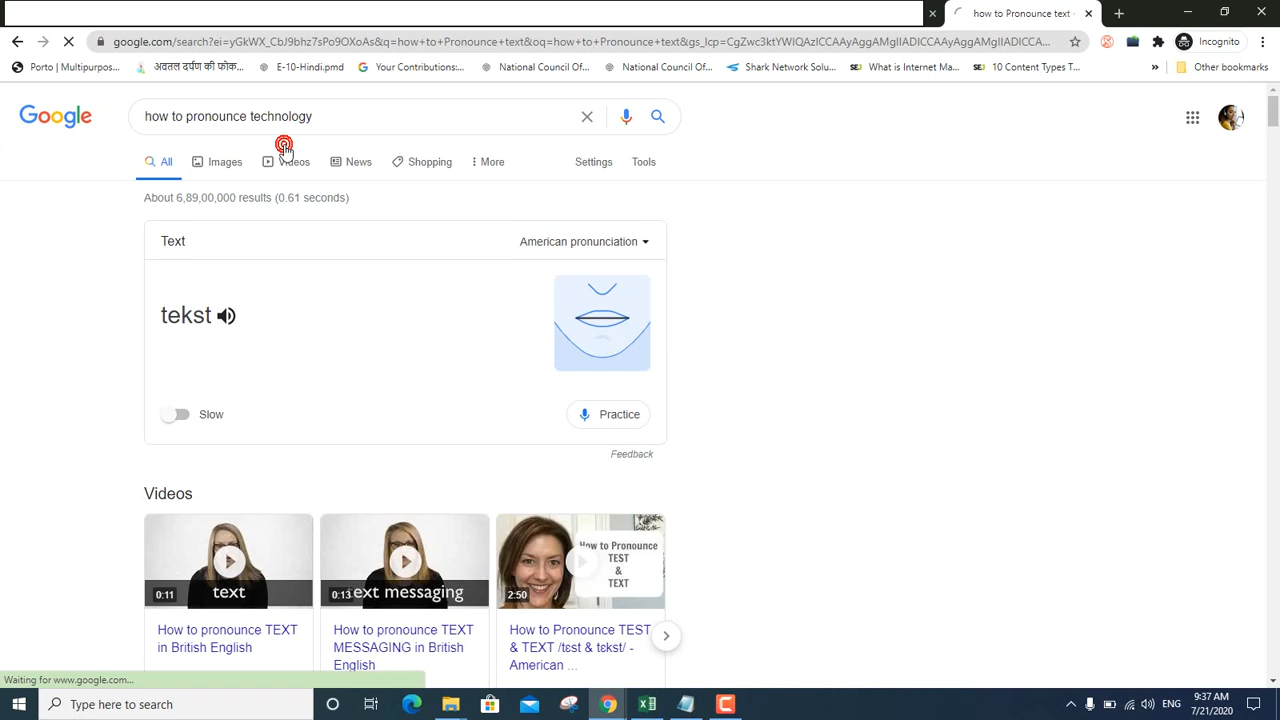 how to Pronounce text -
google.com/search?ei=yGkWX_CbJ9bhz7sPo9OXoAs&q=how+to+Pronounce+text&oq=how+to+Pronounce+text&gs_lcp=CgZwc3ktYWIQAzICCAAyAggAMgIIADICCAAyAggAMgIIADICCAAyAggAMgIIADICC...
Incognito
Porto | Multipurpos...
अवतल दर्पण की फोक...
E-10-Hindi.pmd
Your Contributions:...
National Council Of...
National Council Of...
Shark Network Solu...
SEJ What is Internet Ma...
SEJ 10 Content Types T...
»
Other bookmarks
Google
how to pronounce technology
All
Images
Videos
News
Shopping
More
Settings
Tools
About 6,89,00,000 results (0.61 seconds)
Text
American pronunciation
tekst
Slow
Practice
Feedback
Videos
0:11 text
0:13 ext messaging
How to Pronounce
TEST
&
TEXT
2:50
How to pronounce TEXT
in British English
How to pronounce TEXT
MESSAGING in British
English
How to Pronounce TEST
& TEXT /tɛst & tɛkst/ -
American ...
Waiting for www.google.com...
Type here to search
ENG
9:37 AM
7/21/2020